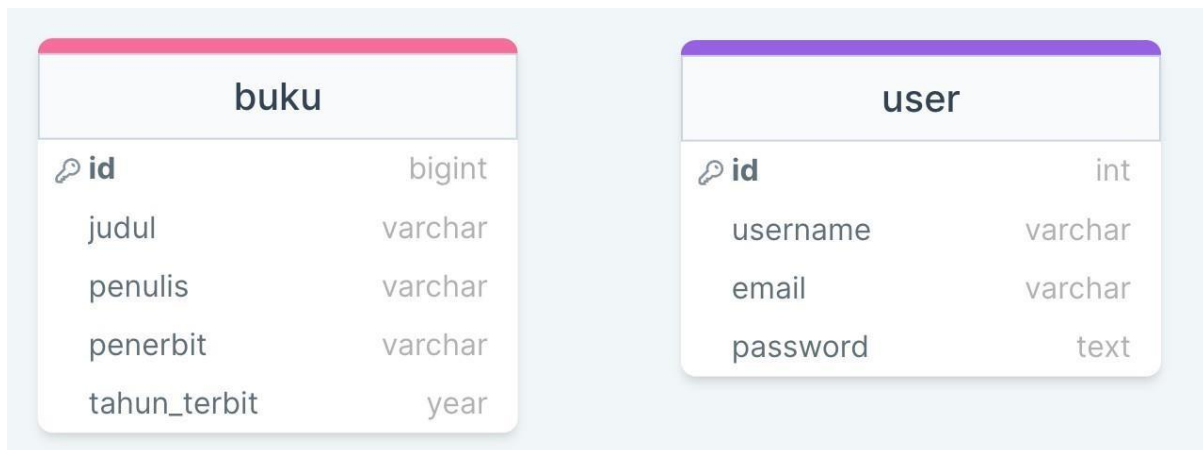 buku
id bigint
judul varchar
penulis varchar
penerbit varchar
tahun_terbit year
user
id int
username varchar
email varchar
password text